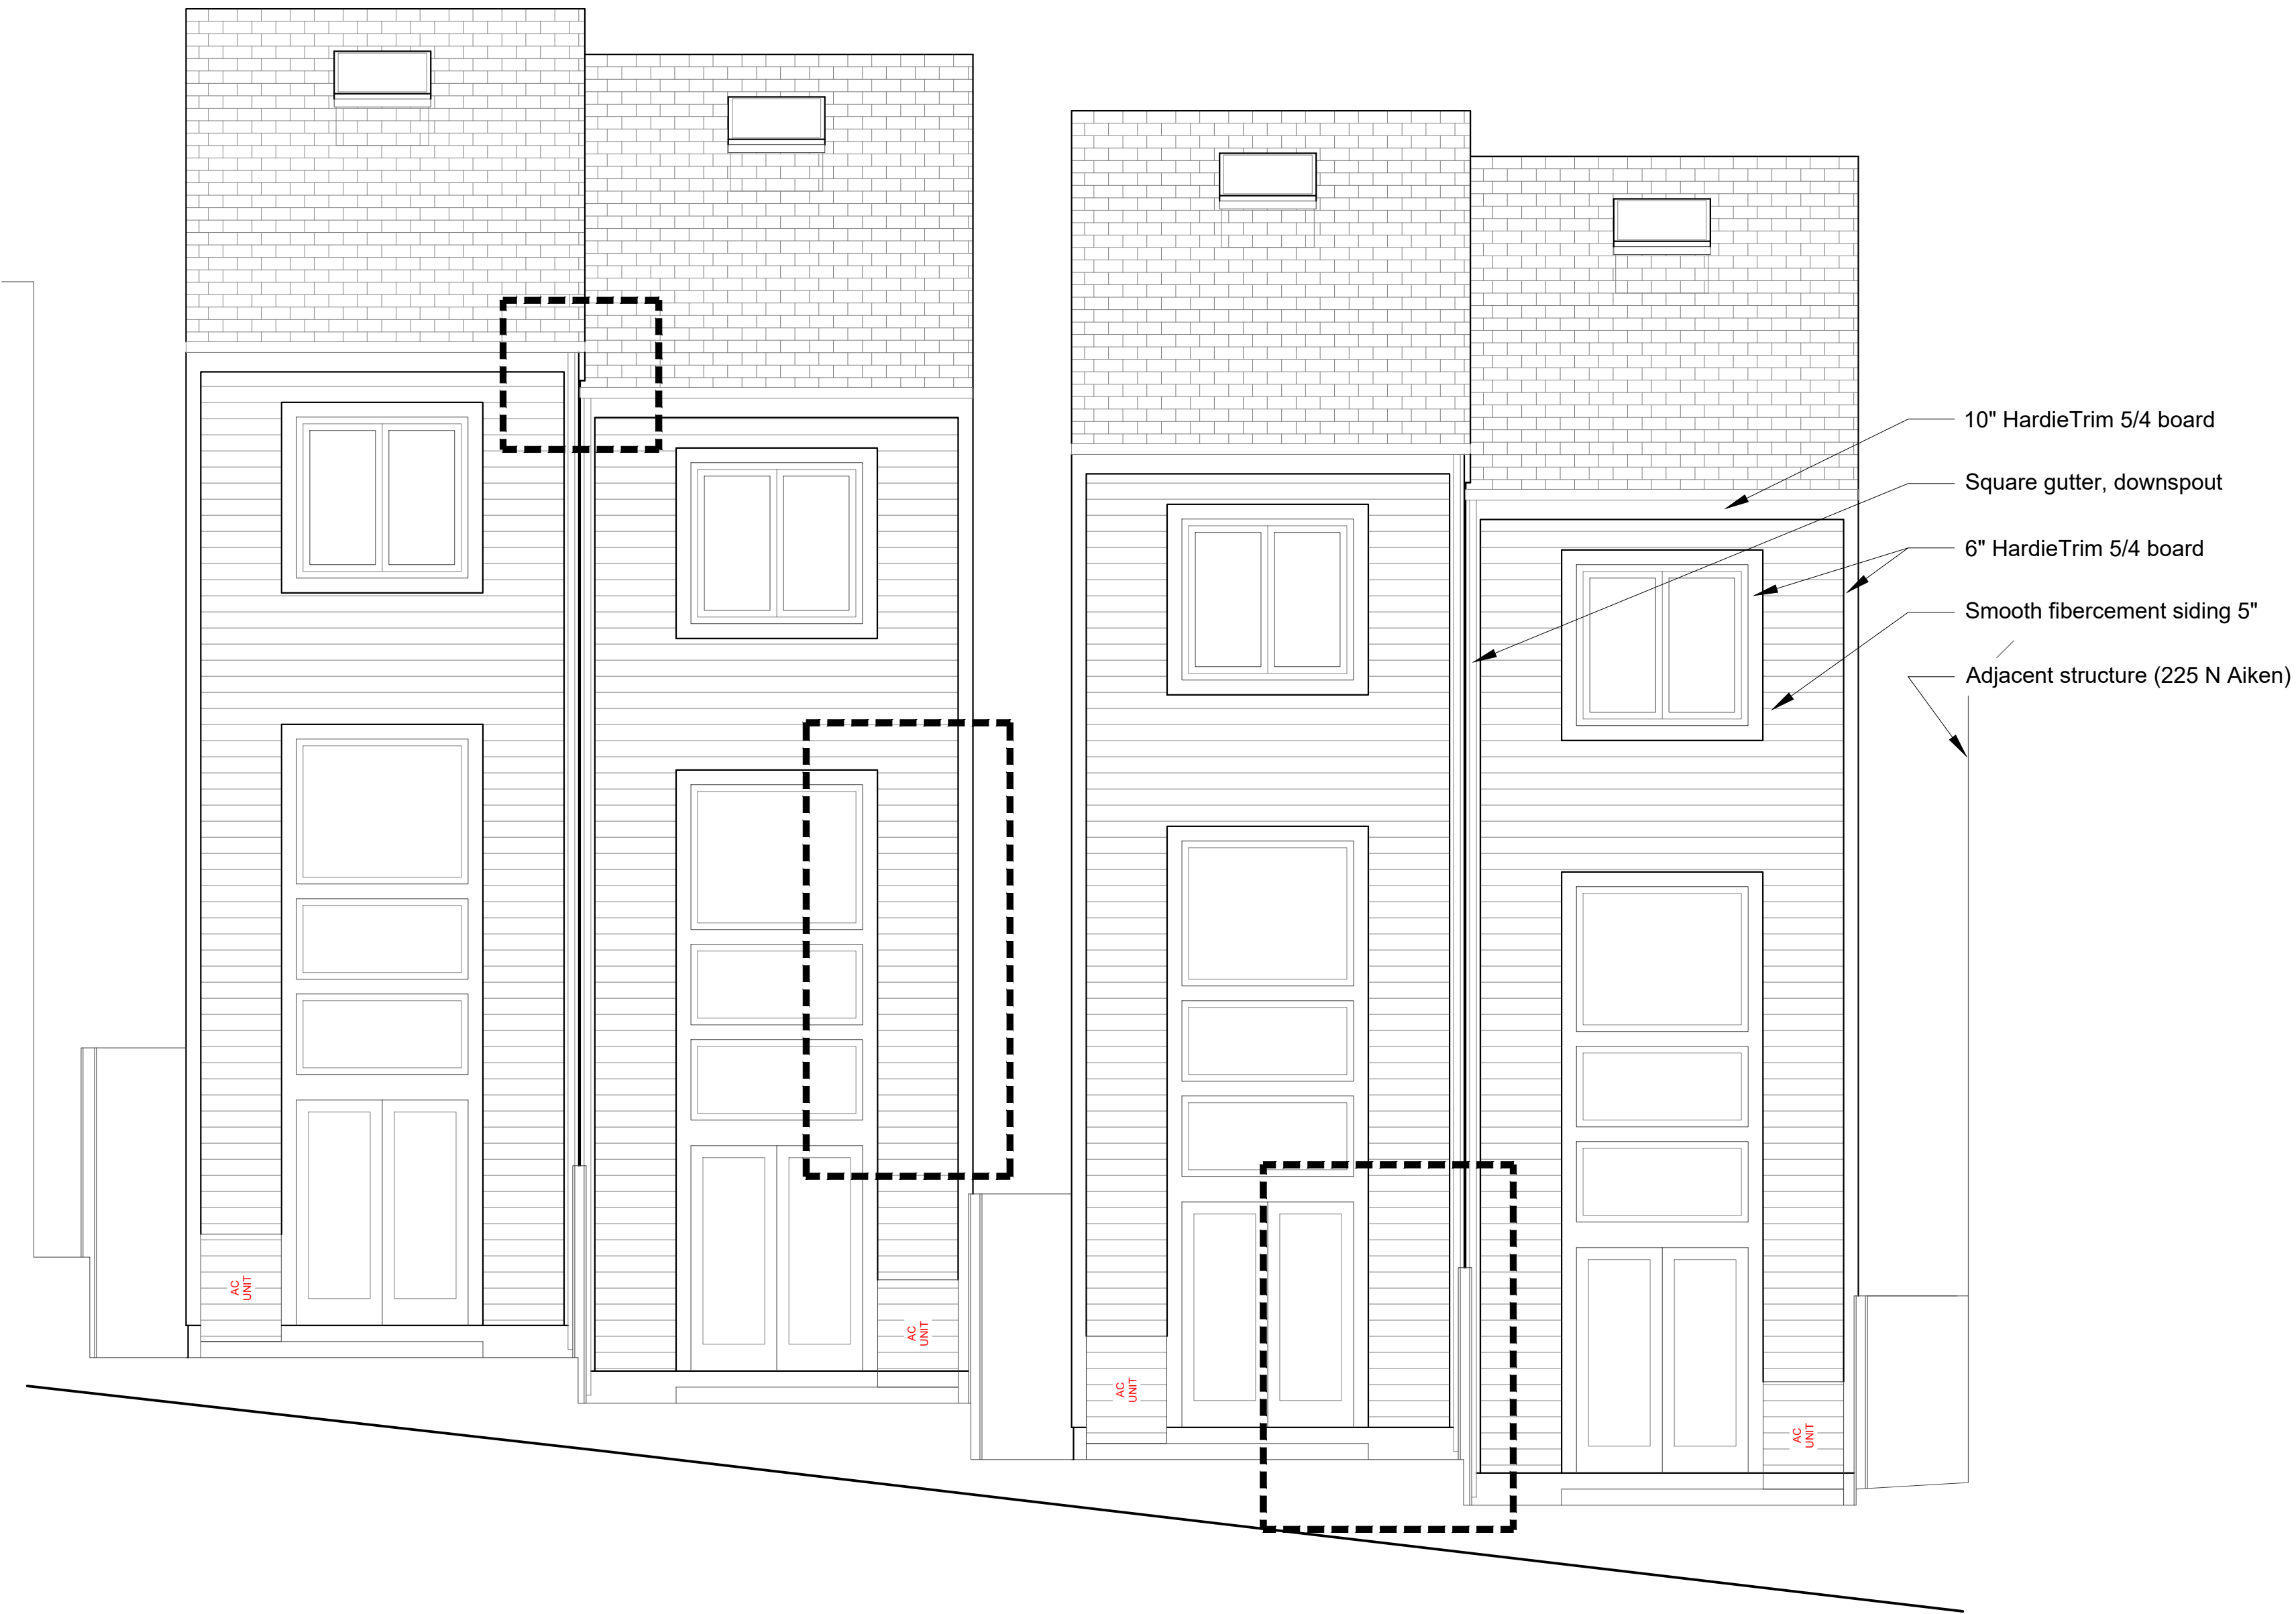 10" HardieTrim 5/4 board
Square gutter, downspout
6" HardieTrim 5/4 board
Smooth fibercement siding 5"
Adjacent structure (225 N Aiken)
AC
UNIT
AC
UNIT
AC
UNIT
AC
UNIT